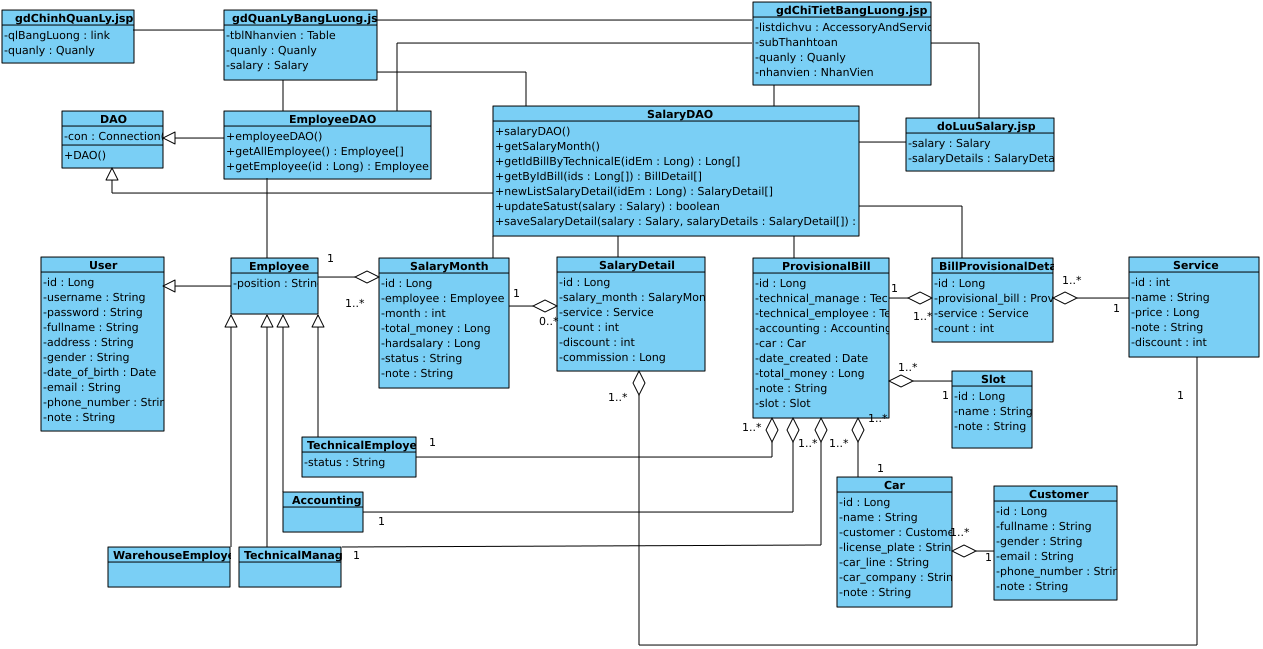 gdChinhQuanLy.jsp
-qlBangLuong : link
-quanly : Quanly
gdQuanLyBangLuong.js
-tblNhanvien : Table
-quanly : Quanly
-salary : Salary
gdChiTietBangLuong.jsp
-listdichvu : AccessoryAndServic
-subThanhtoan
-quanly : Quanly
-nhanvien : NhanVien
DAO
-con : Connection
+DAO()
EmployeeDAO
+employeeDAO()
+getAllEmployee() : Employee[]
+getEmployee(id : Long) : Employee
SalaryDAO
+salaryDAO()
+getSalaryMonth()
+getIdBillByTechnicalE(idEm : Long) : Long[]
+getByIdBill(ids : Long[]) : BillDetail[]
+newListSalaryDetail(idEm : Long) : SalaryDetail[]
+updateSatust(salary : Salary) : boolean
+saveSalaryDetail(salary : Salary, salaryDetails : SalaryDetail[]) :
doLuuSalary.jsp
-salary : Salary
-salaryDetails : SalaryDeta
User
-id : Long
-username : String
-password : String
-fullname : String
-address : String
-gender : String
-date_of_birth : Date
-email : String
-phone_number : Strin
-note : String
Employee
-position : Strin
1
1..*
SalaryMonth
-id : Long
-employee : Employee
-month : int
-total_money : Long
-hardsalary : Long
-status : String
-note : String
1
0..*
SalaryDetail
-id : Long
-salary_month : SalaryMon
-service : Service
-count : int
-discount : int
-commission : Long
1..*
ProvisionalBill
-id : Long
-technical_manage : Tec
-technical_employee : Te
-accounting : Accounting
-car : Car
-date_created : Date
-total_money : Long
-note : String
-slot : Slot
1
1..*
BillProvisionalDeta
-id : Long
-provisional_bill : Prov
-service : Service
-count : int
1..*
1
Service
-id : int
-name : String
-price : Long
-note : String
-discount : int
1
1..*
1
Slot
-id : Long
-name : String
-note : String
1..*
1..*
1..*
1..*
TechnicalEmploye
-status : String
1
Accounting
1
WarehouseEmploye
TechnicalManag
1
1
Car
-id : Long
-name : String
-customer : Custome
-license_plate : Strin
-car_line : String
-car_company : Strin
-note : String
1..*
1
Customer
-id : Long
-fullname : String
-gender : String
-email : String
-phone_number : Strin
-note : String